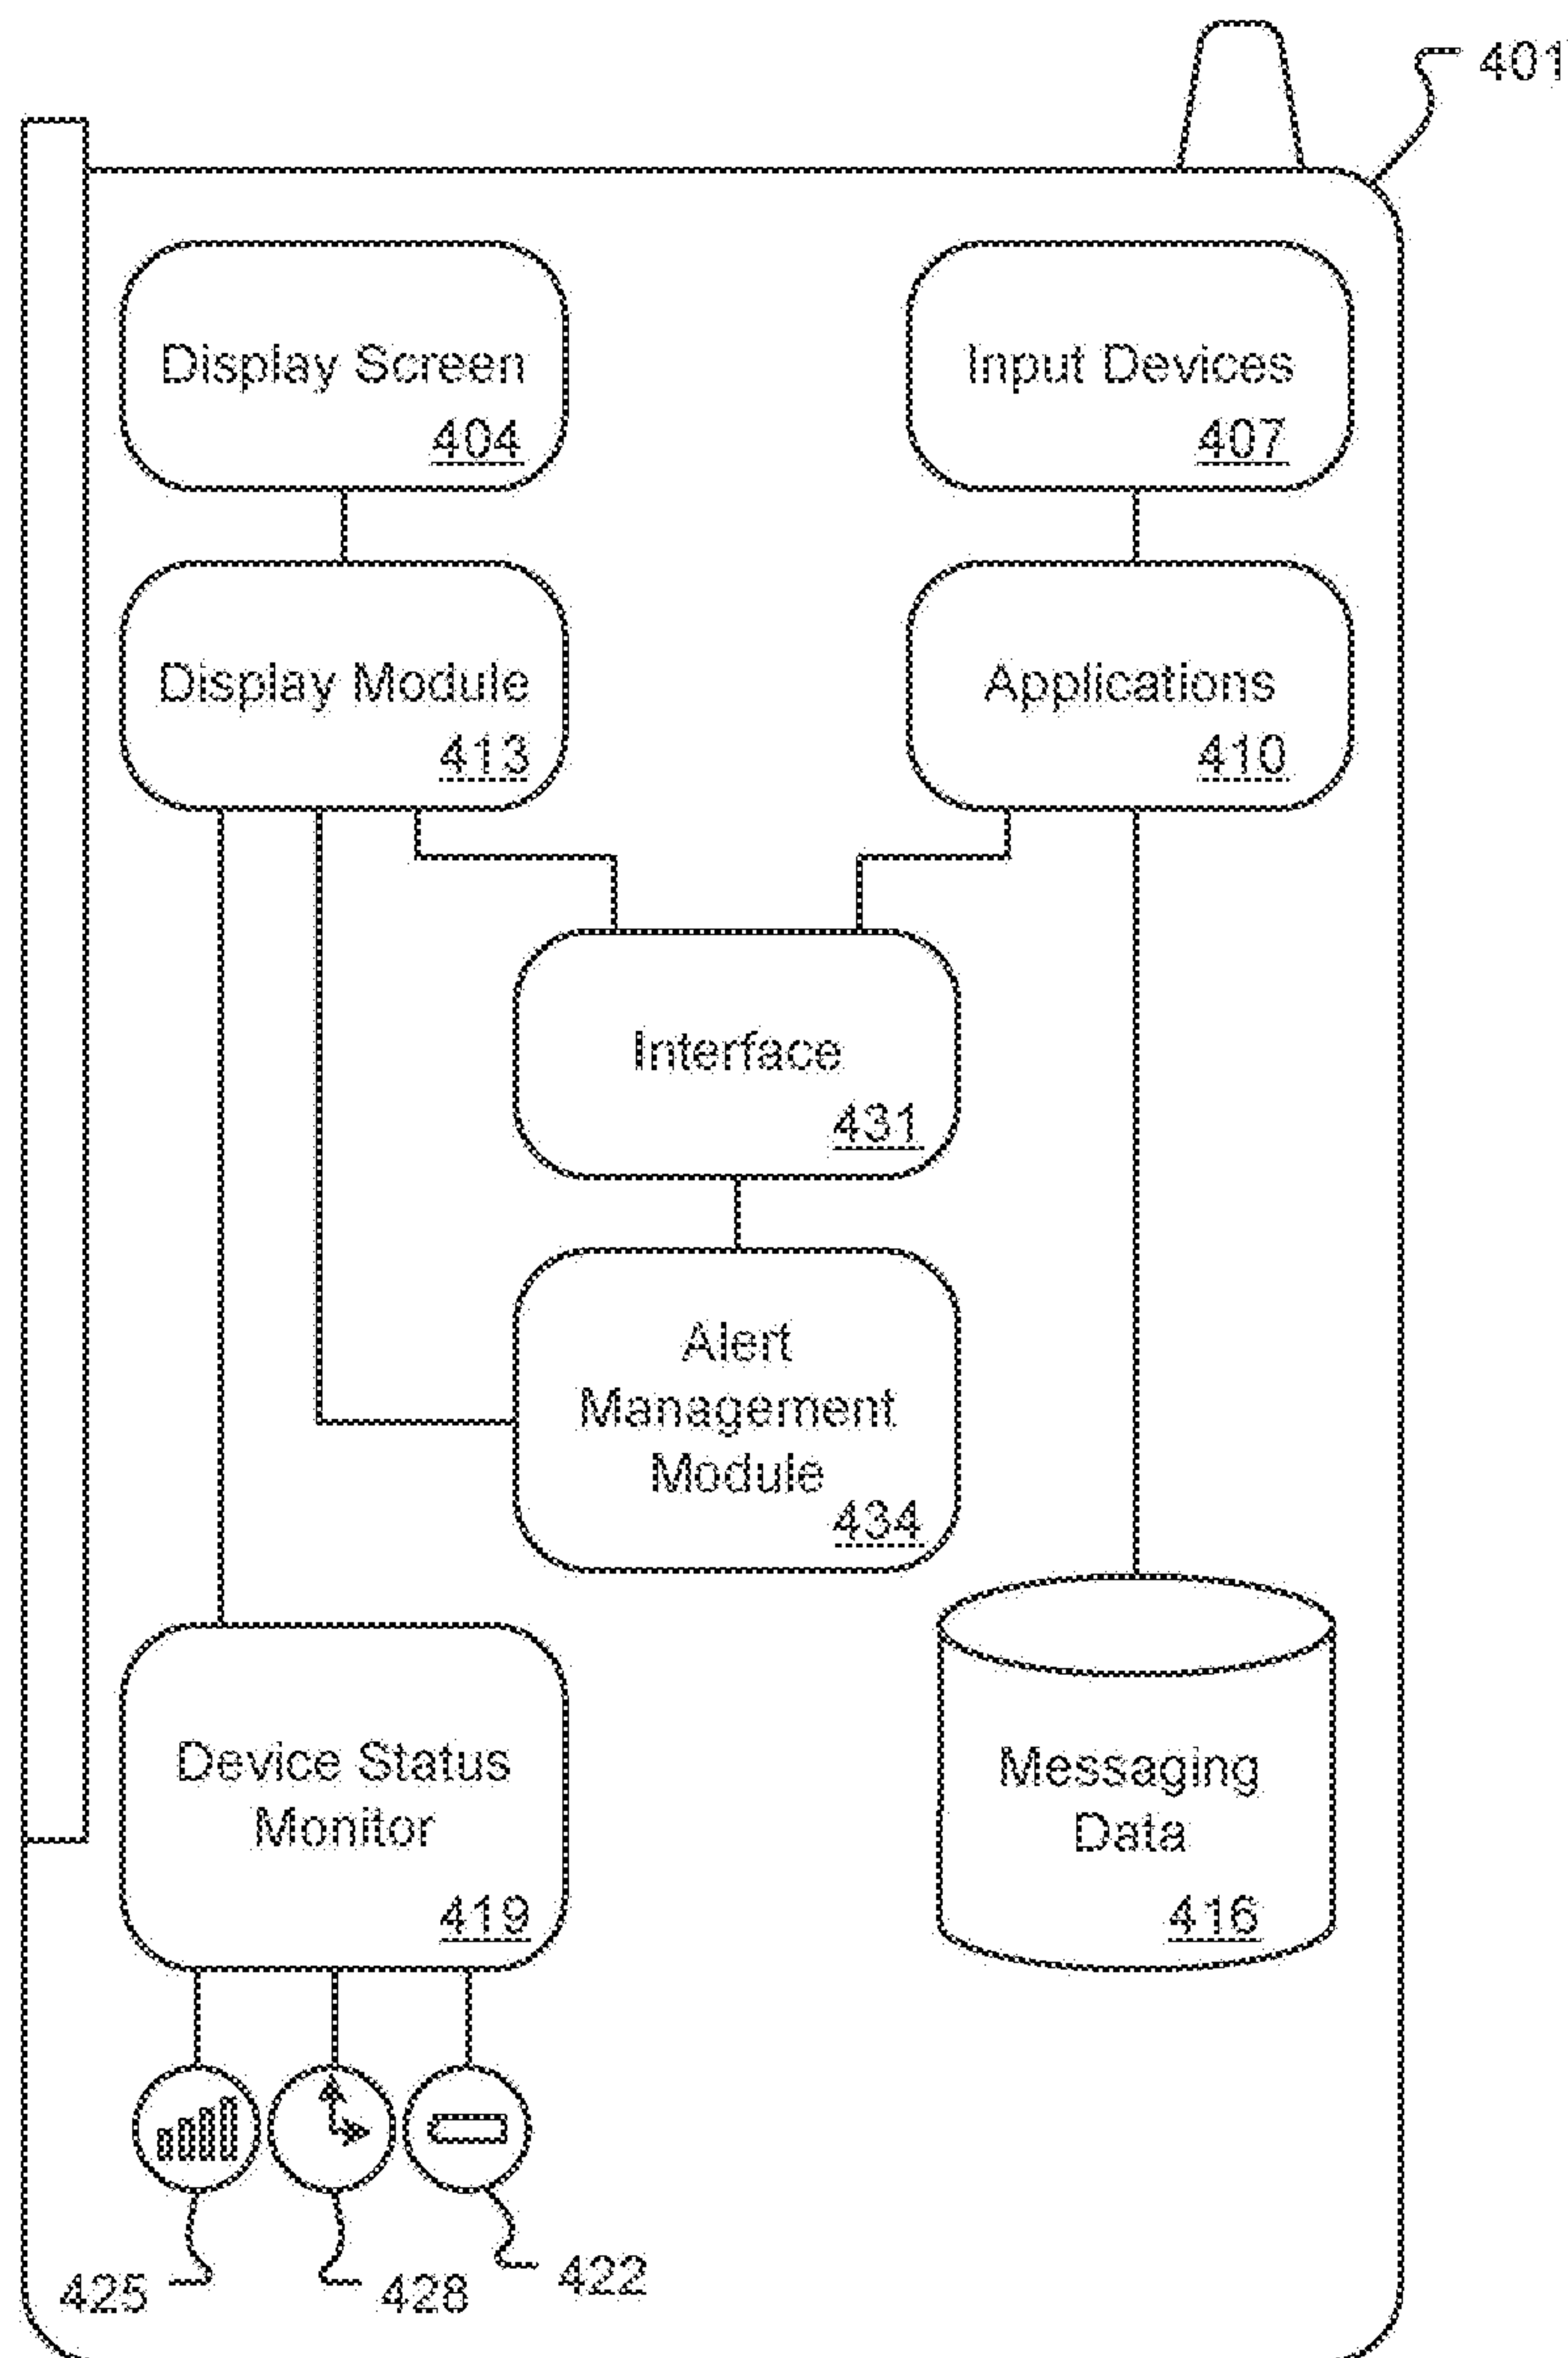 401
Display Screen
404
Input Devices
407
Display Module
413
Applications
410
Interface
431
Alert
Management
Module
434
Device Status
Monitor
419
Messaging
Data
416
425
428
422